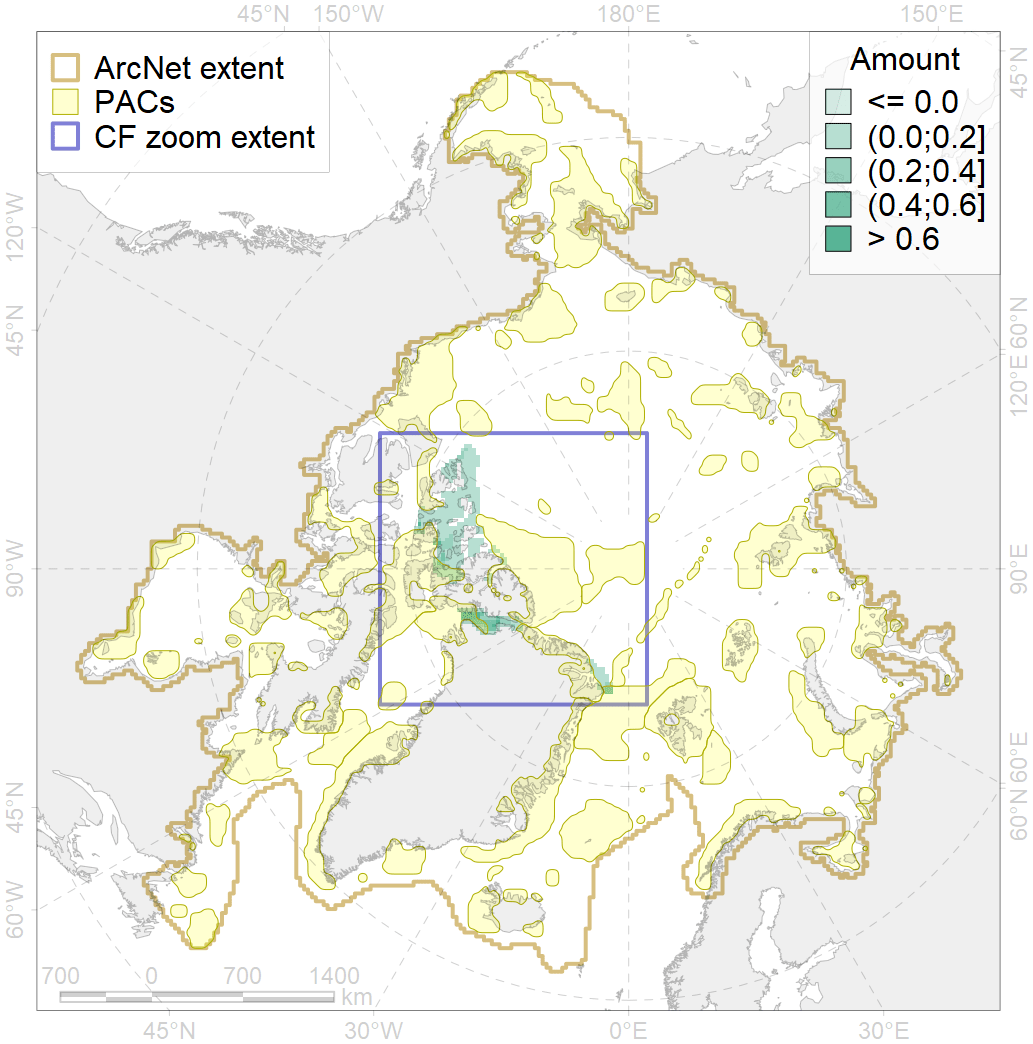 45°N 150°W 180°E 150°E
ArcNet extent
PACs
CF zoom extent
Amount
<= 0.0
(0.0;0.2]
(0.2;0.4]
(0.4;0.6]
> 0.6
45°N
120°W
45°N
60°N
120°E
90°W
90°E
45°N
60°W
60°E
60°N
700 0 700 1400
km
45°N 30°W 0°E 30°E